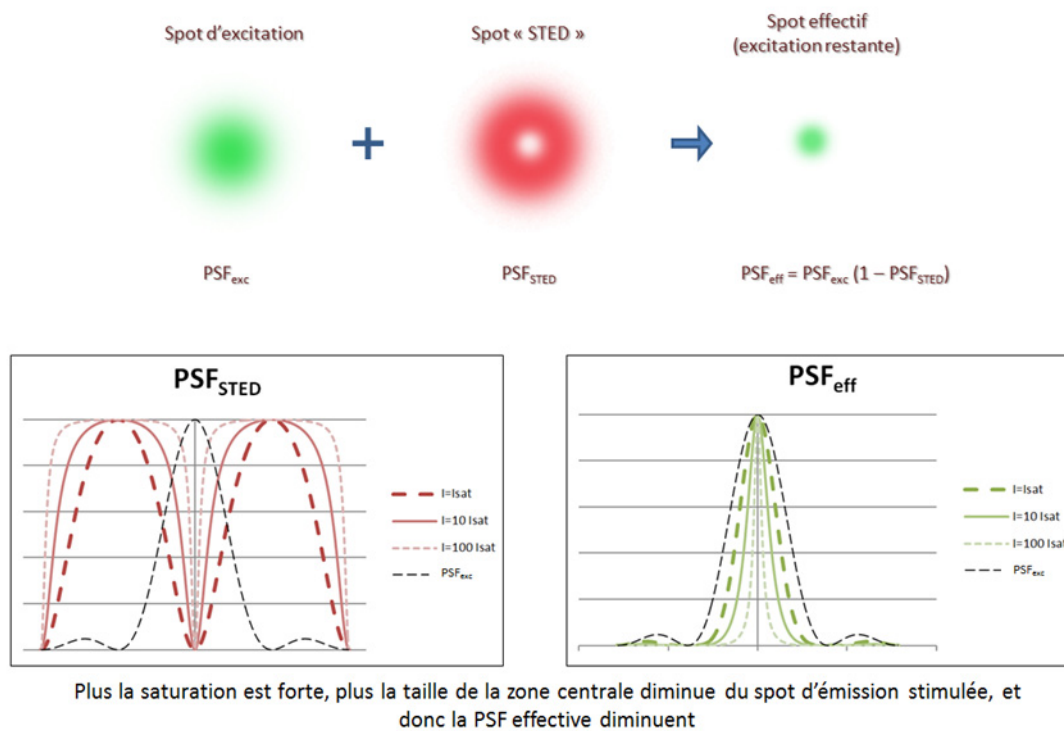 Spot d'excitation
Spot « STED »
Spot effectif
(excitation restante)
PSFexc
PSFSTED
PSFeff = PSFexc (1 – PSFSTED)
PSFSTED
I=Isat
I=10 Isat
I=100 Isat
PSFexc
PSFeff
I=Isat
I=10 Isat
I=100 Isat
PSFexc
Plus la saturation est forte, plus la taille de la zone centrale diminue du spot d'émission stimulée, et
donc la PSF effective diminuent